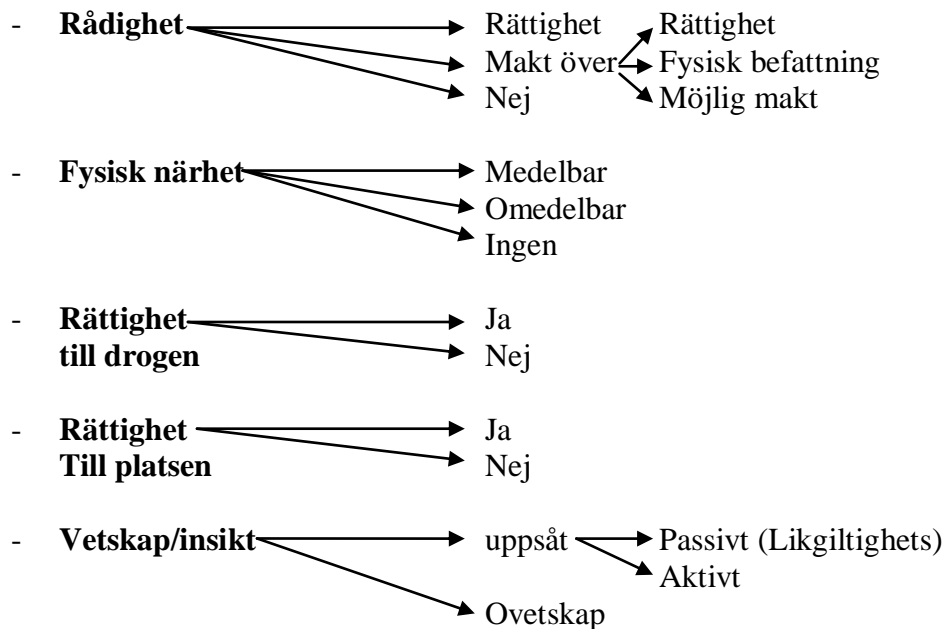 - Rådighet Rättighet Rättighet
Makt över Fysisk befattning
Nej Möjlig makt
- Fysisk närhet Medelbar
Omedelbar
Ingen
- Rättighet Ja
till drogen Nej
- Rättighet Ja
Till platsen Nej
- Vetskap/insikt uppsåt Passivt (Likgiltighets)
Aktivt
Ovetskap